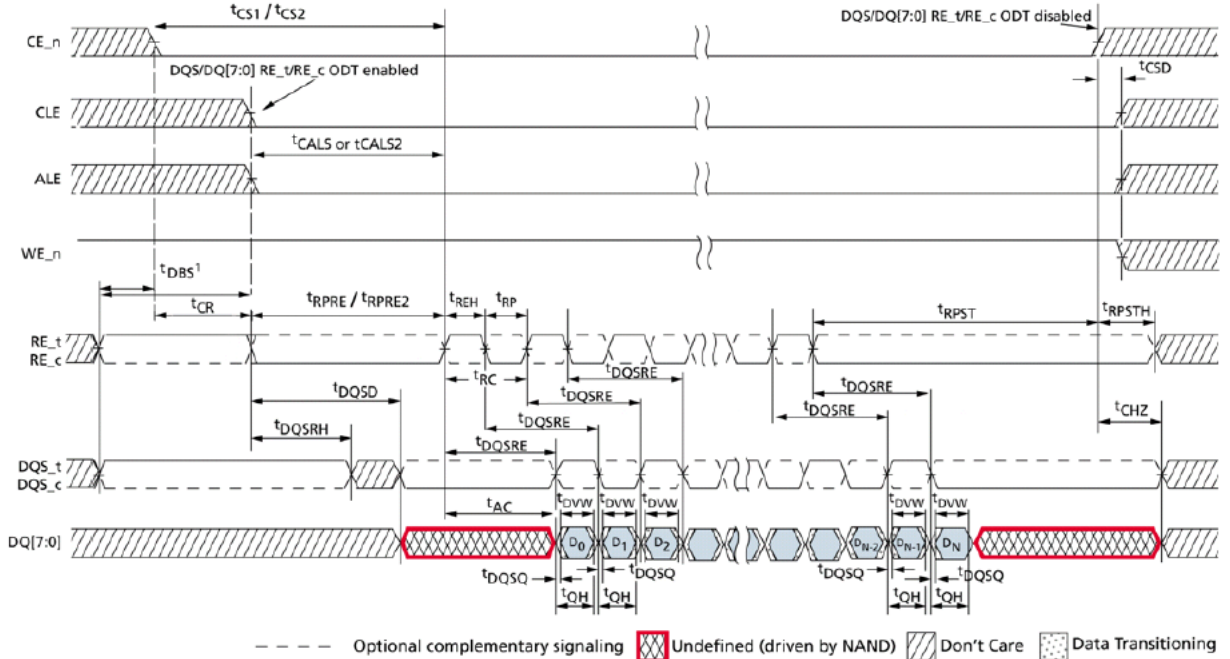 tCS1 / tCS2
DQS/DQ[7:0] RE_t/RE_c ODT disabled
CE_n
tCSD
DQS/DQ[7:0] RE_t/RE_c ODT enabled
CLE
tCALS or tCALS2
ALE
WE_n
tDBS1
tCR
tRPRE / tRPRE2
tREH
tRP
tRPST
tRPSTH
RE_t
RE_c
tRC
tDQSRE
tDQSRE
tDQSD
tDQSRE
tDQSRE
tDQSRH
tDQSRE
tDQSRE
tCHZ
DQS_t
DQS_c
tAC
tDVW
tDVW
tDVW
tDVW
tDVW
DQ[7:0]
D0
D1
D2
DN-2
DN-1
DN
tDQSQ
tDQSQ
tDQSQ
tDQSQ
tQH
tQH
tQH
tQH
Optional complementary signaling
Undefined (driven by NAND)
Don't Care
Data Transitioning